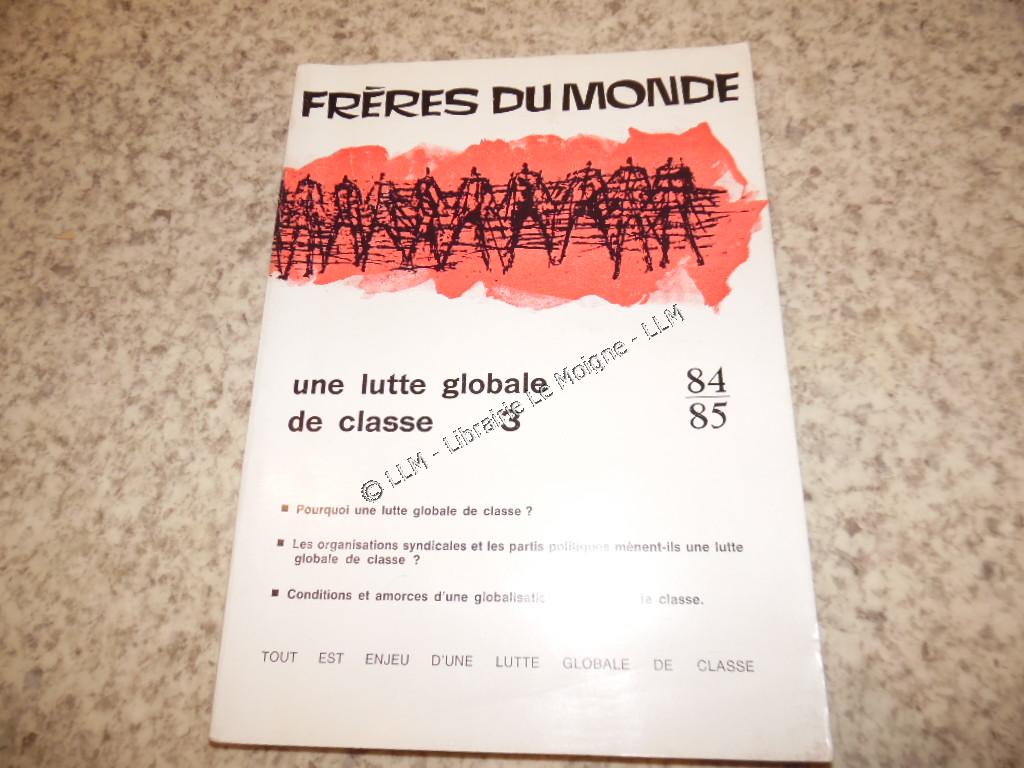 FRÈRES DU MONDE
une lutte globale
de classe 3
84
85
■ Pourquoi une lutte globale de classe ?
■ Les organisations syndicales et les partis politiques mènent-ils une lutte
globale de classe ?
■ Conditions et amorces d'une globalisation classe.
TOUT EST ENJEU D'UNE LUTTE GLOBALE DE CLASSE
© LLM - Librairie Le Moigne - LLM